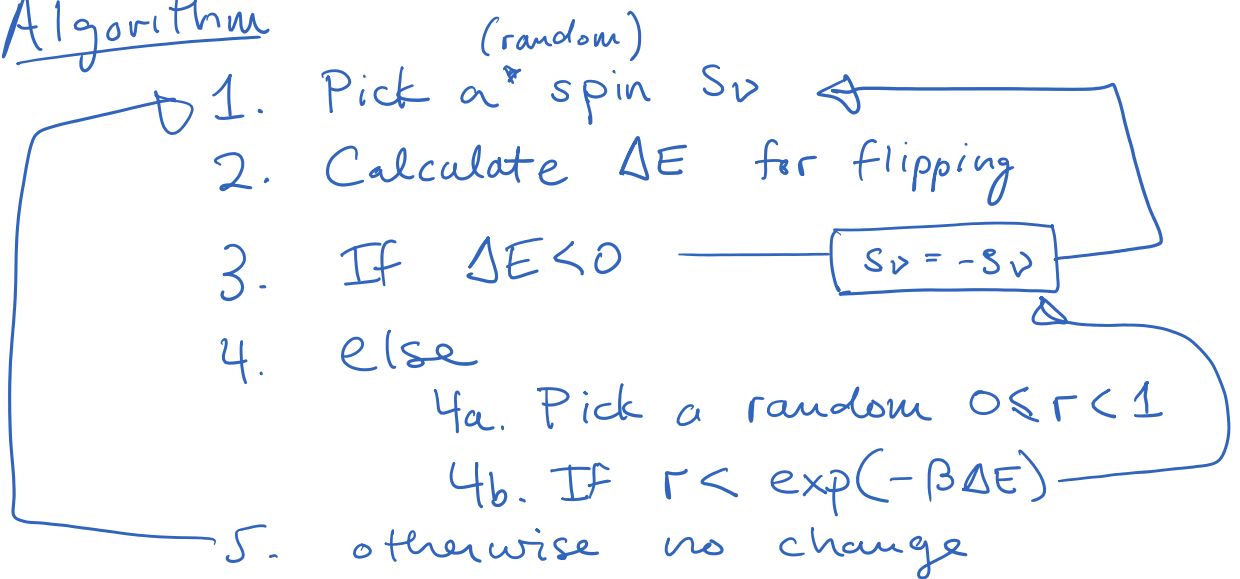 Algorithm
(random)
1. Pick a spin Sν
2. Calculate ΔE for flipping
3. If ΔE<0 Sν = -Sν
4. else
4a. Pick a random 0≤r<1
4b. If r< exp(-βΔE)
5. otherwise no change